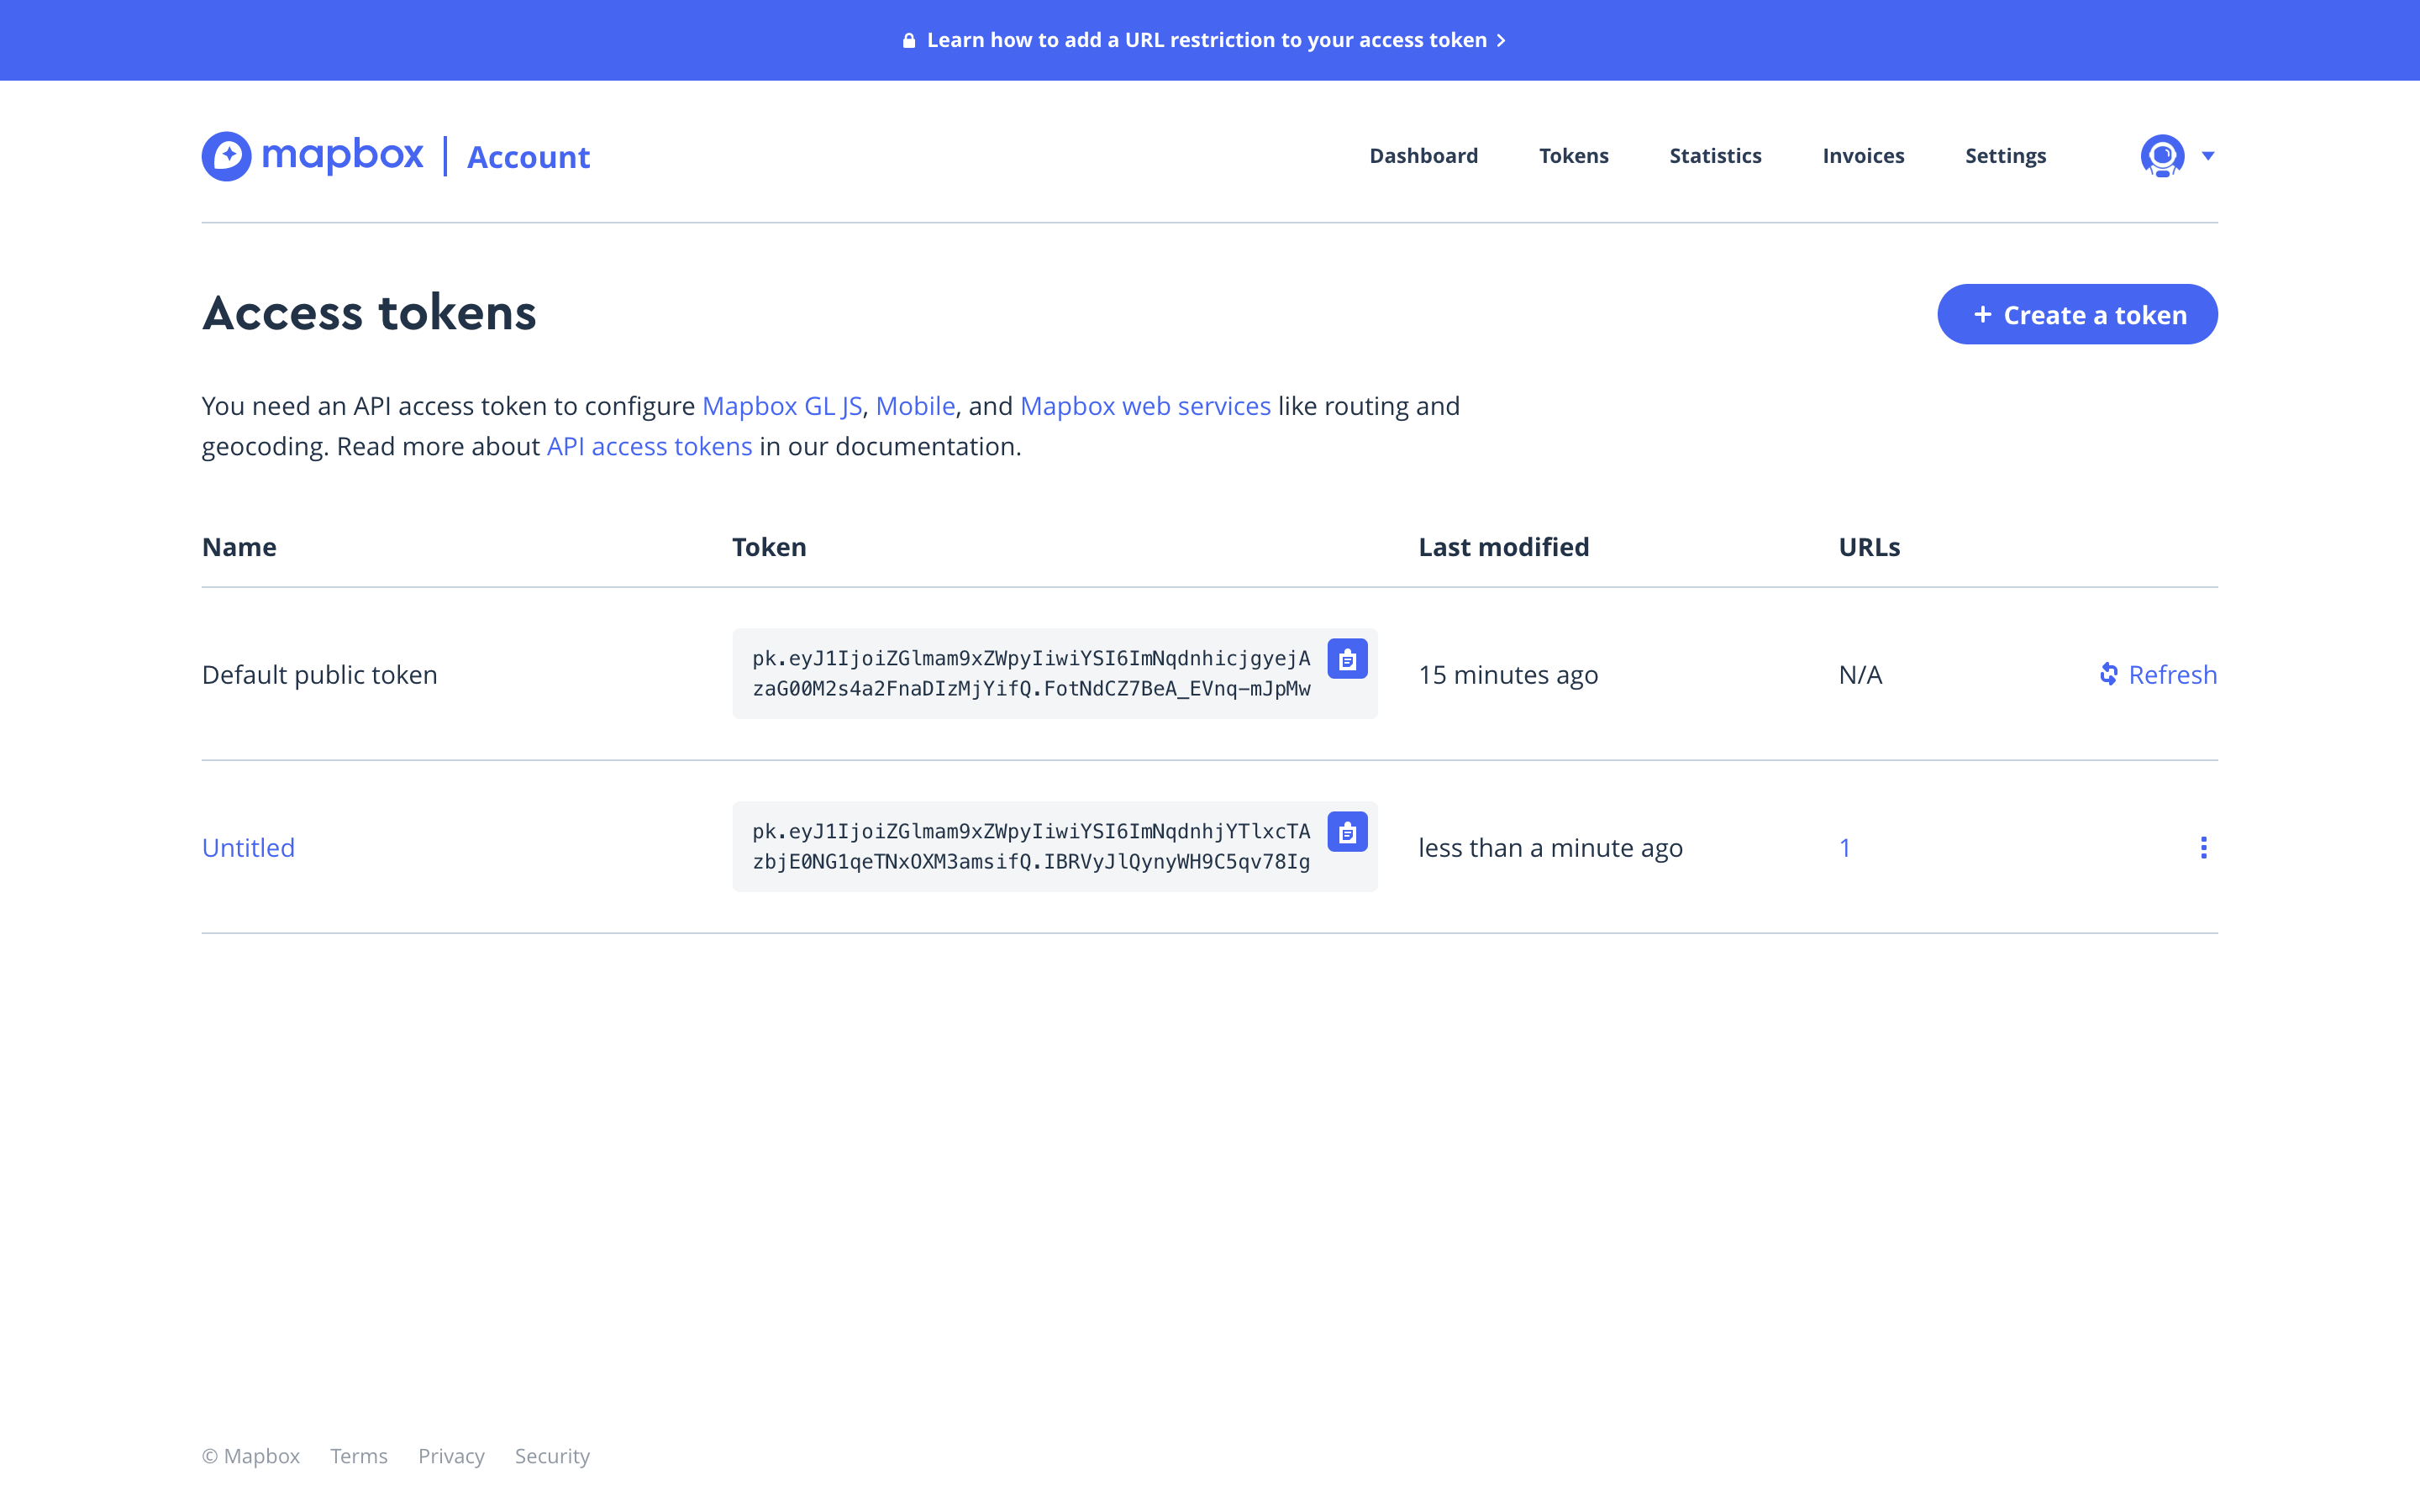 Learn how to add a URL restriction to your access token
mapbox | Account
Dashboard Tokens Statistics Invoices Settings
Access tokens
+ Create a token
You need an API access token to configure Mapbox GL JS, Mobile, and Mapbox web services like routing and
geocoding. Read more about API access tokens in our documentation.
Name Token Last modified URLs
Default public token
pk.eyJ1IjoiZGlmam9xZWpyIiwiYSI6ImNqdnhicjgyejA
zaG00M2s4a2FnaDIzMjYifQ.FotNdCZ7BeA_EVnq-mJpMw
15 minutes ago N/A Refresh
Untitled
pk.eyJ1IjoiZGlmam9xZWpyIiwiYSI6ImNqdnhjYTlxcTA
zbjE0NG1qeTNxOXM3amsifQ.IBRVyJlQynyWH9C5qv78Ig
less than a minute ago 1
© Mapbox Terms Privacy Security